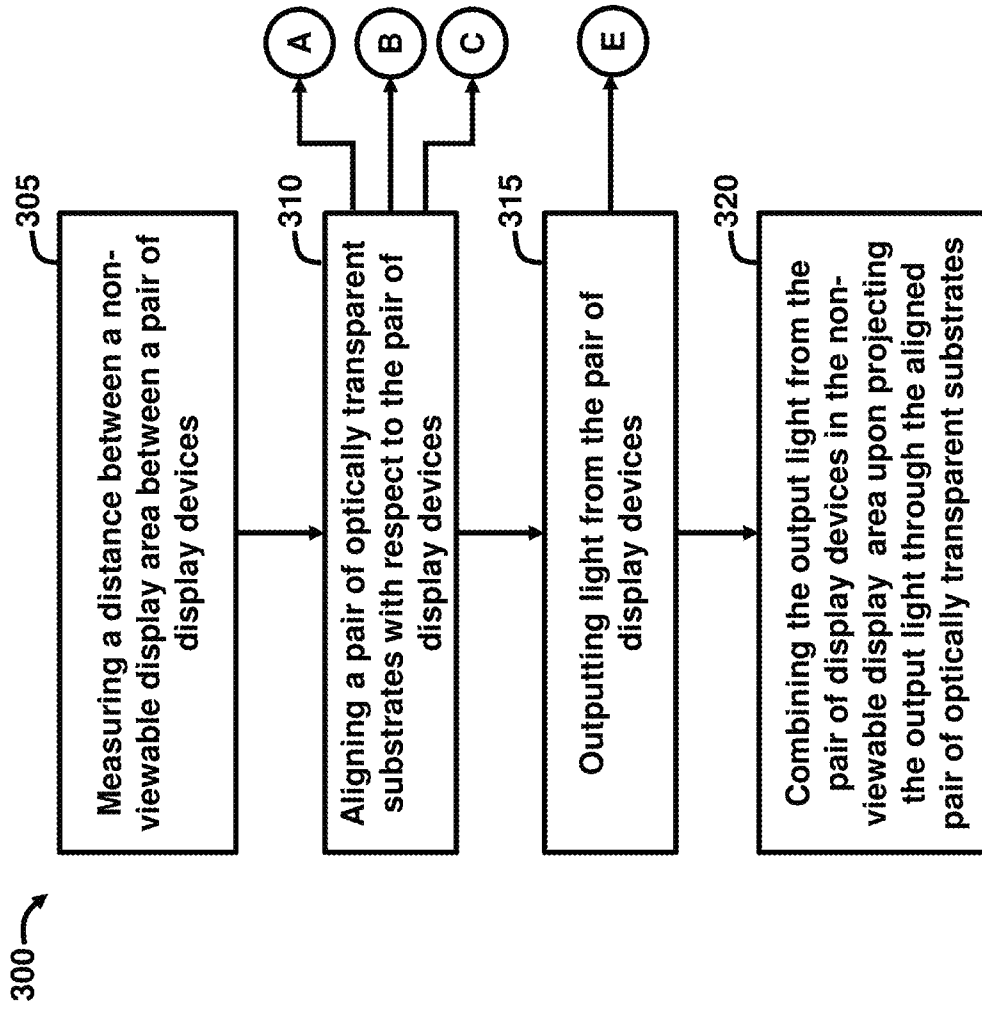 300
305
Measuring a distance between a non-
viewable display area between a pair of
display devices
310
Aligning a pair of optically transparent
substrates with respect to the pair of
display devices
A
B
C
315
Outputing light from the pair of
display devices
E
320
Combining the output light from the
pair of display devices in the non-
viewable display area upon projecting
the output light through the aligned
pair of optically transparent substrates